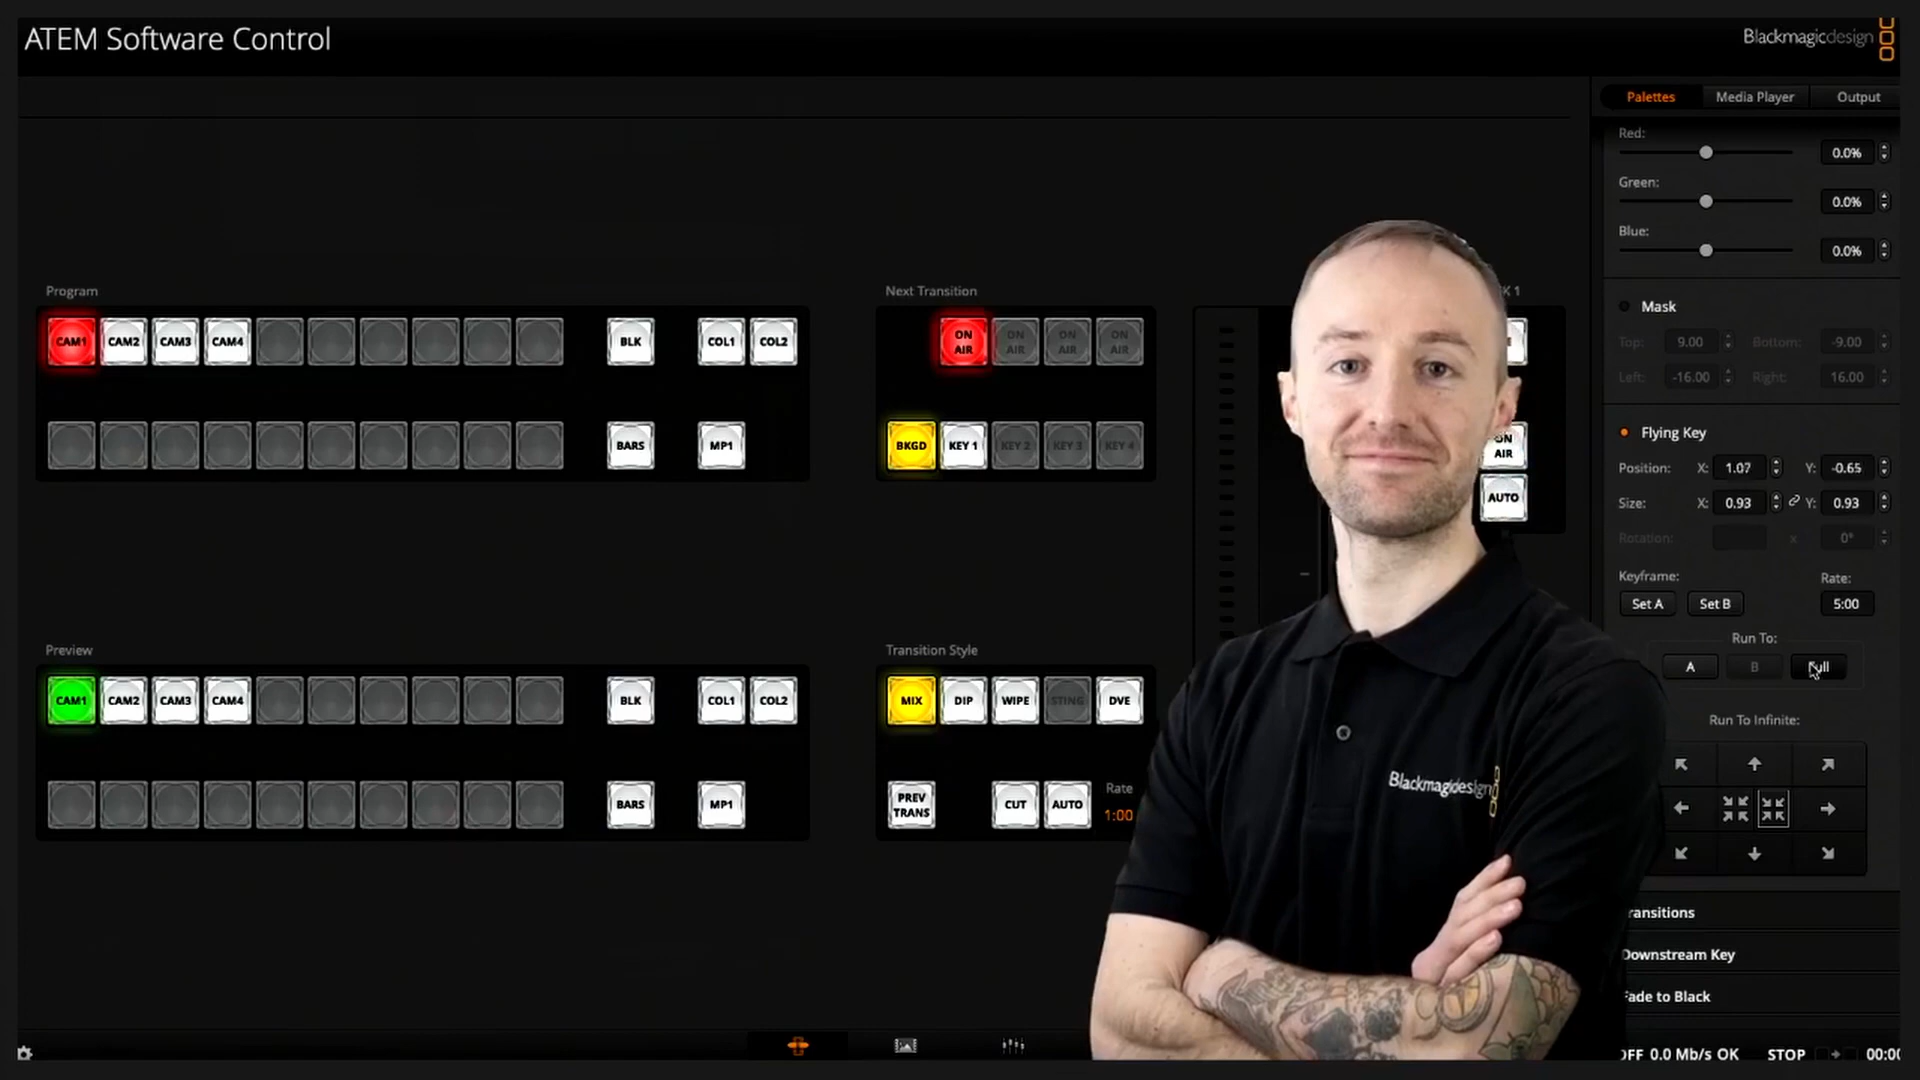 ATEM Software Control
Blackmagicdesign
Palettes Media Player Output
Red:
0.0%
Green:
0.0%
Blue:
0.0%
Mask
Top: 9.00 Bottom: -9.00
Left: -16.00 Right: 16.00
Flying Key
Position: X: 1.07 Y: -0.65
Size: X: 0.93 Y: 0.93
Rotation: x 0°
Keyframe: Rate:
Set A Set B 5:00
Run To:
A B Full
Run To Infinite:
ransitions
Downstream Key
Fade to Black
OFF 0.0 Mb/s OK STOP 00:00
Program
CAM1 CAM2 CAM3 CAM4 BLK COL1 COL2
BARS MP1
Next Transition
ON AIR ON AIR ON AIR ON AIR
BKGD KEY 1 KEY 2 KEY 3 KEY 4
K 1
E
ON
AIR
AUTO
Preview
CAM1 CAM2 CAM3 CAM4 BLK COL1 COL2
BARS MP1
Transition Style
MIX DIP WIPE STING DVE
PREV TRANS CUT AUTO
Rate
1:00
Blackmagicdesign